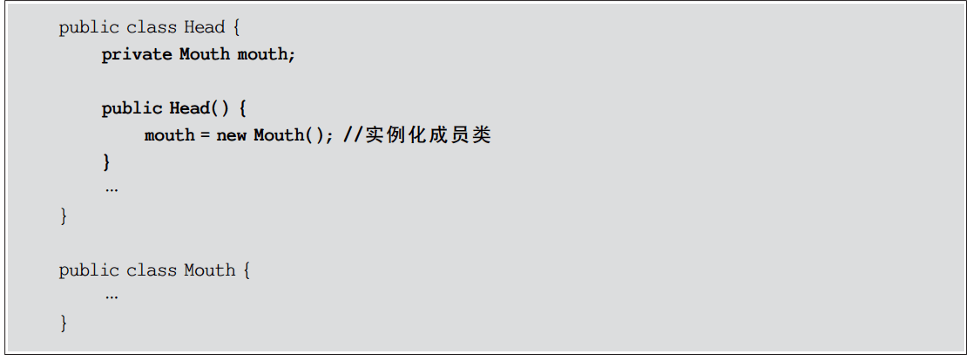 public class Head {
private Mouth mouth;
public Head() {
mouth = new Mouth(); //实例化成员类
}
…
}
public class Mouth {
…
}